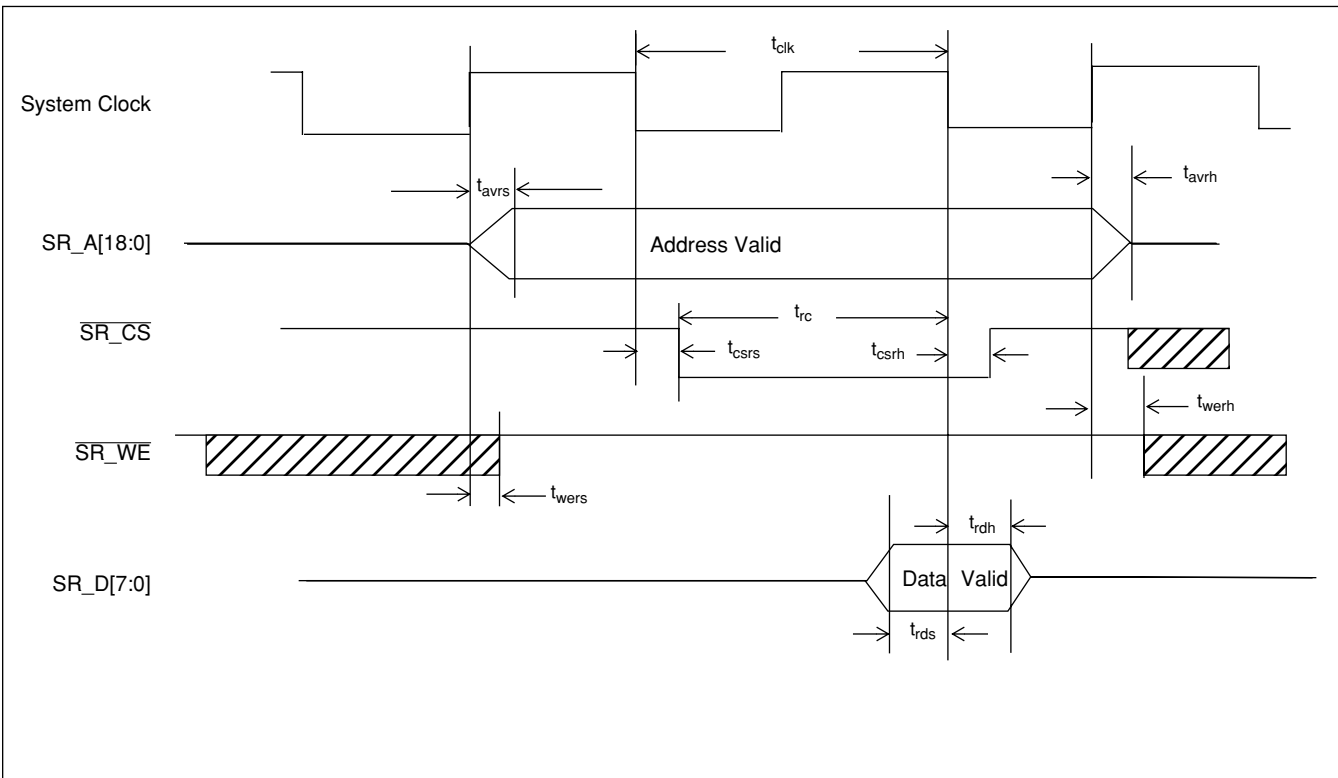 t_clk
System Clock
t_avrs
t_avrh
SR_A[18:0]
Address Valid
t_rc
SR_CS
t_csrs
t_csrh
t_werh
SR_WE
t_wers
t_rdh
SR_D[7:0]
Data Valid
t_rds